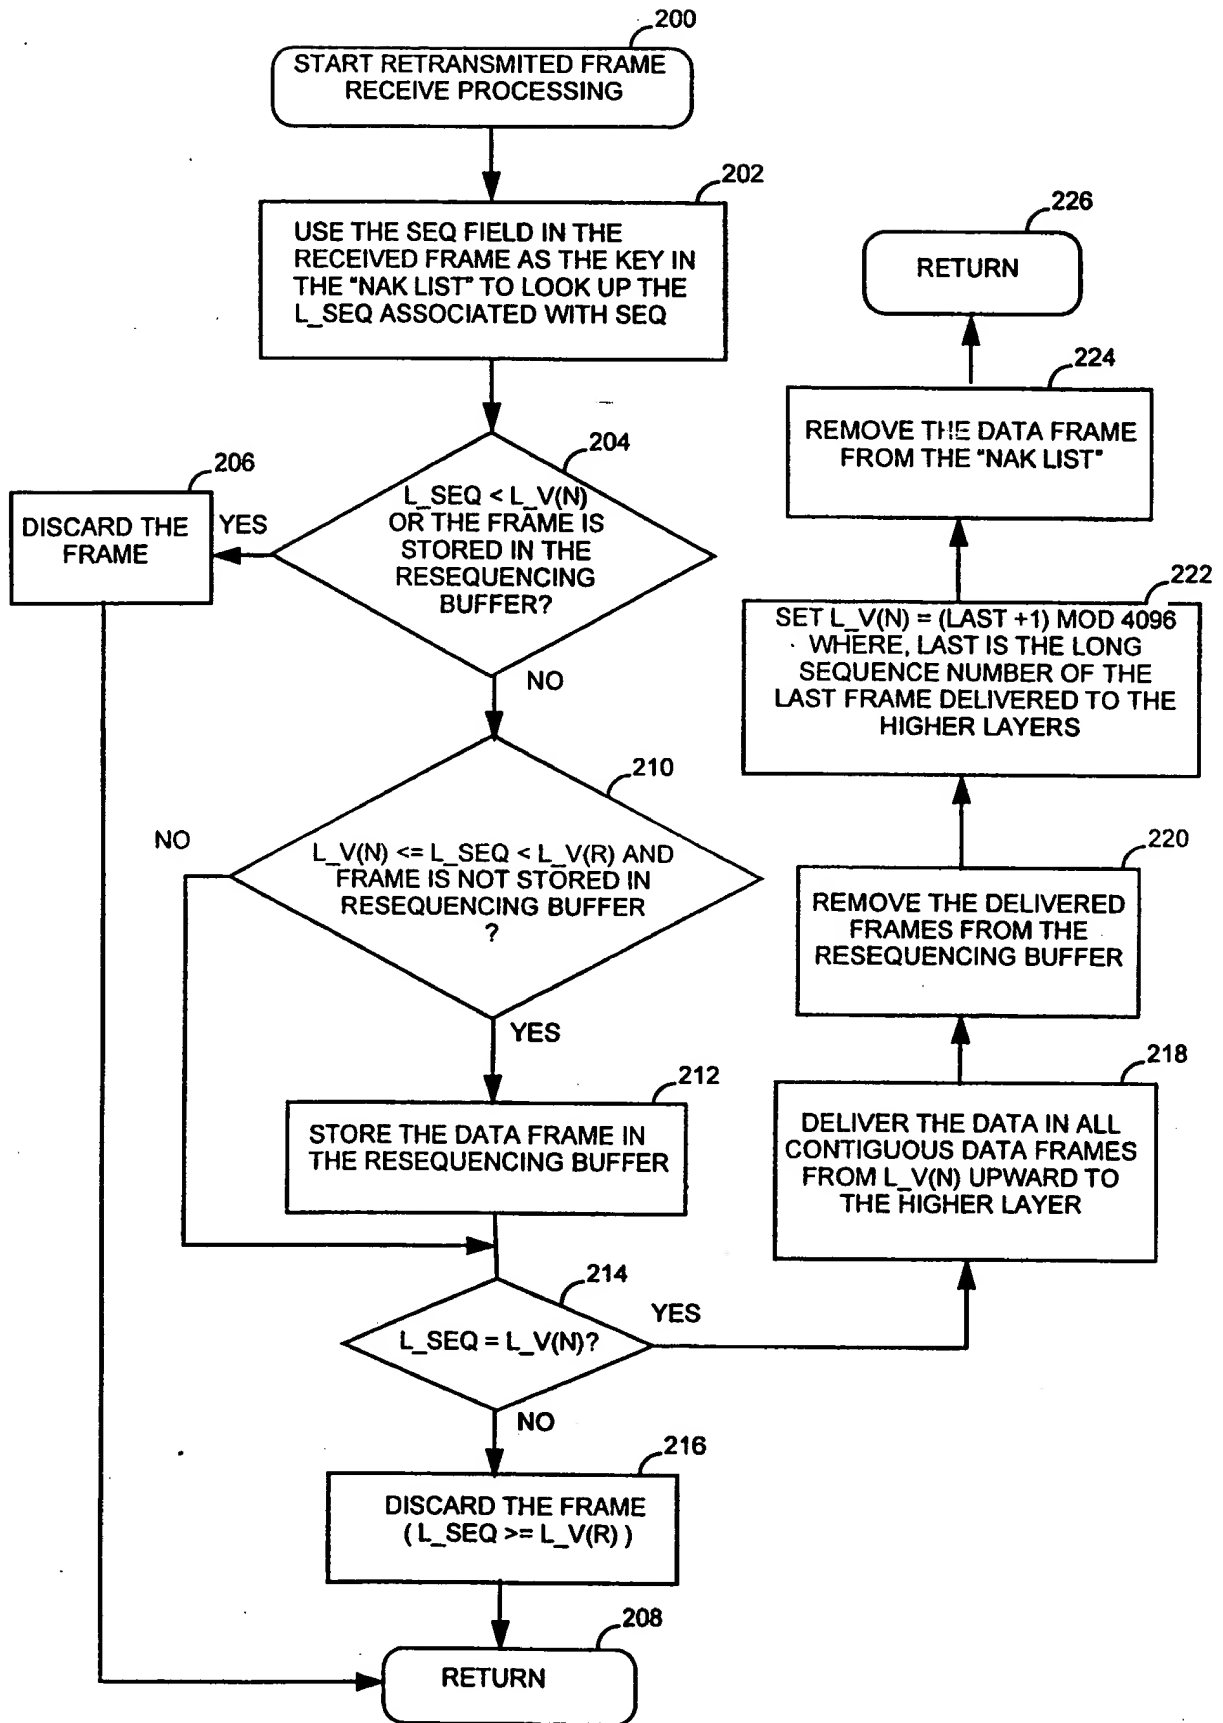 200
START RETRANSMITED FRAME
RECEIVE PROCESSING
202
USE THE SEQ FIELD IN THE
RECEIVED FRAME AS THE KEY IN
THE "NAK LIST" TO LOOK UP THE
L_SEQ ASSOCIATED WITH SEQ
204
L_SEQ < L_V(N)
OR THE FRAME IS
STORED IN THE
RESEQUENCING
BUFFER?
YES
206
DISCARD THE
FRAME
NO
210
L_V(N) <= L_SEQ < L_V(R) AND
FRAME IS NOT STORED IN
RESEQUENCING BUFFER
?
NO
YES
212
STORE THE DATA FRAME IN
THE RESEQUENCING BUFFER
214
L_SEQ = L_V(N)?
YES
NO
216
DISCARD THE FRAME
( L_SEQ >= L_V(R) )
208
RETURN
218
DELIVER THE DATA IN ALL
CONTIGUOUS DATA FRAMES
FROM L_V(N) UPWARD TO
THE HIGHER LAYER
220
REMOVE THE DELIVERED
FRAMES FROM THE
RESEQUENCING BUFFER
222
SET L_V(N) = (LAST +1) MOD 4096
WHERE, LAST IS THE LONG
SEQUENCE NUMBER OF THE
LAST FRAME DELIVERED TO THE
HIGHER LAYERS
224
REMOVE THE DATA FRAME
FROM THE "NAK LIST"
226
RETURN